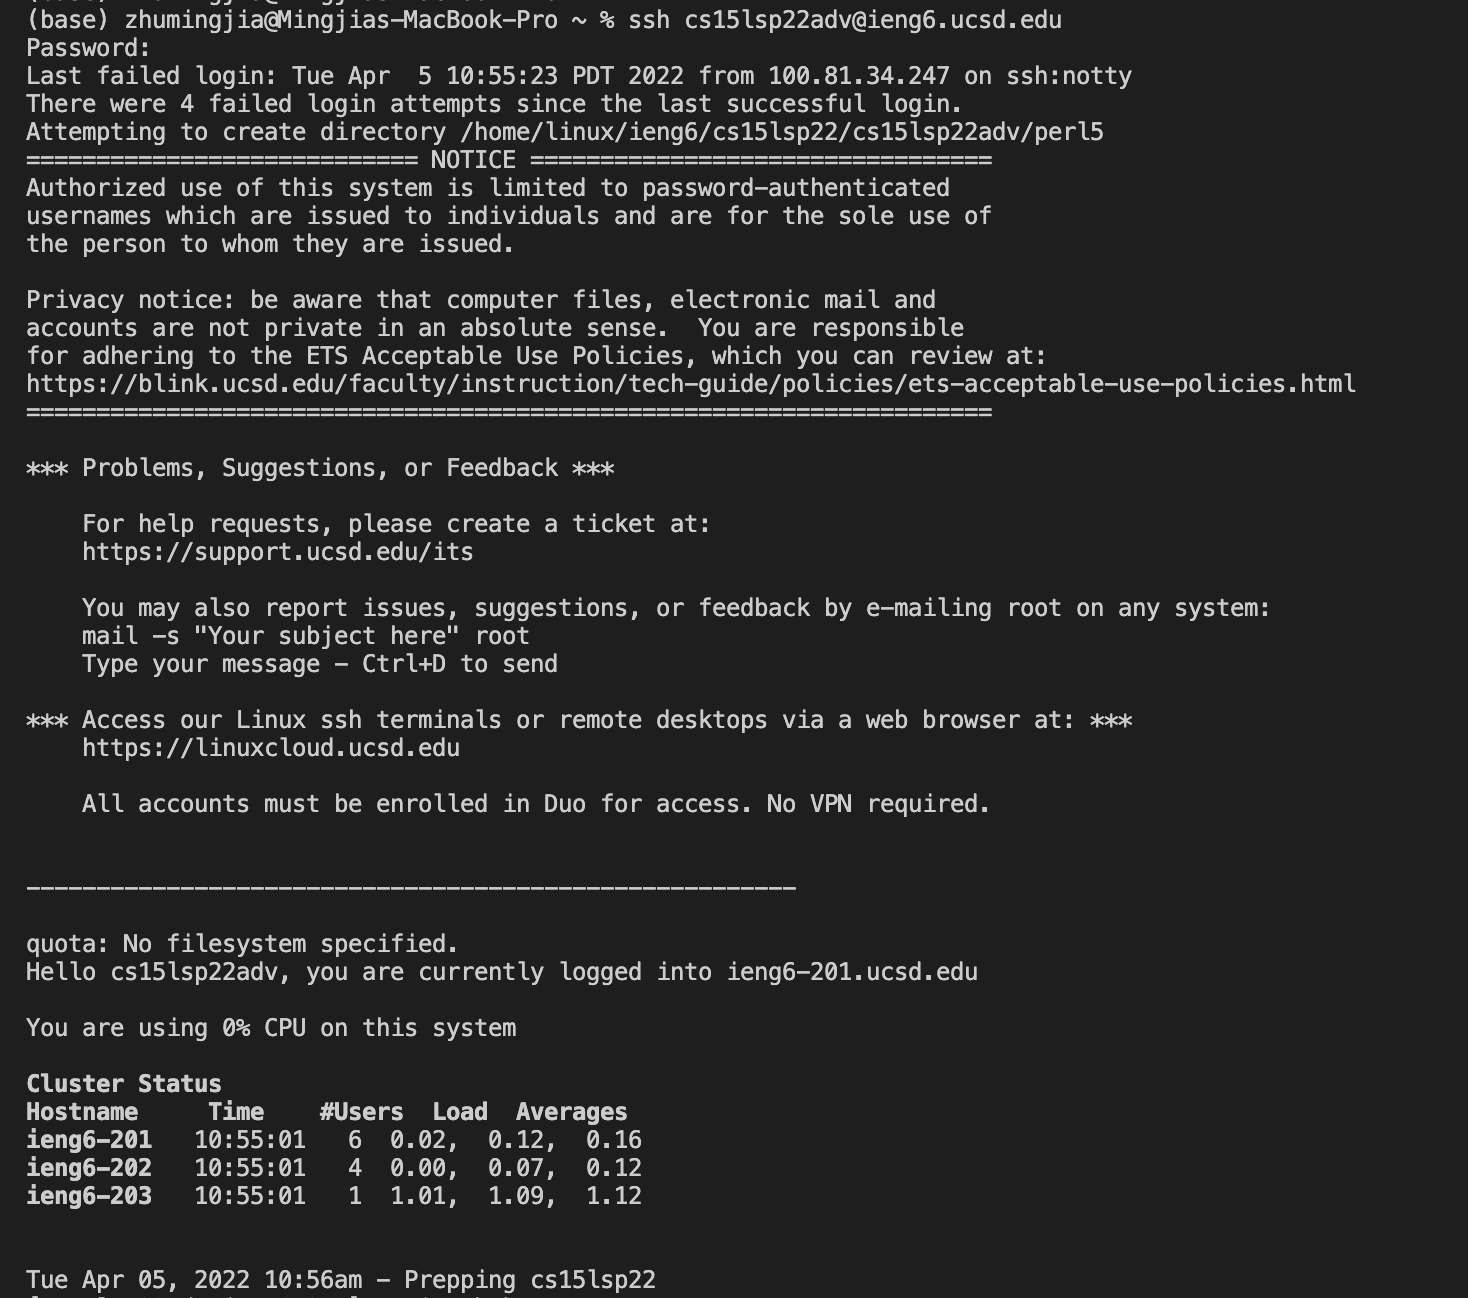 (base) zhumingjia@Mingjias-MacBook-Pro ~ % ssh cs15lsp22adv@ieng6.ucsd.edu
Password:
Last failed login: Tue Apr  5 10:55:23 PDT 2022 from 100.81.34.247 on ssh:notty
There were 4 failed login attempts since the last successful login.
Attempting to create directory /home/linux/ieng6/cs15lsp22/cs15lsp22adv/perl5
============================ NOTICE =================================
Authorized use of this system is limited to password-authenticated
usernames which are issued to individuals and are for the sole use of
the person to whom they are issued.

Privacy notice: be aware that computer files, electronic mail and
accounts are not private in an absolute sense.  You are responsible
for adhering to the ETS Acceptable Use Policies, which you can review at:
https://blink.ucsd.edu/faculty/instruction/tech-guide/policies/ets-acceptable-use-policies.html
=====================================================================

*** Problems, Suggestions, or Feedback ***

    For help requests, please create a ticket at:
    https://support.ucsd.edu/its

    You may also report issues, suggestions, or feedback by e-mailing root on any system:
    mail -s "Your subject here" root
    Type your message - Ctrl+D to send

*** Access our Linux ssh terminals or remote desktops via a web browser at: ***
    https://linuxcloud.ucsd.edu

    All accounts must be enrolled in Duo for access. No VPN required.


-------------------------------------------------------

quota: No filesystem specified.
Hello cs15lsp22adv, you are currently logged into ieng6-201.ucsd.edu

You are using 0% CPU on this system

Cluster Status
Hostname     Time    #Users  Load  Averages
ieng6-201   10:55:01   6  0.02,  0.12,  0.16
ieng6-202   10:55:01   4  0.00,  0.07,  0.12
ieng6-203   10:55:01   1  1.01,  1.09,  1.12


Tue Apr 05, 2022 10:56am - Prepping cs15lsp22